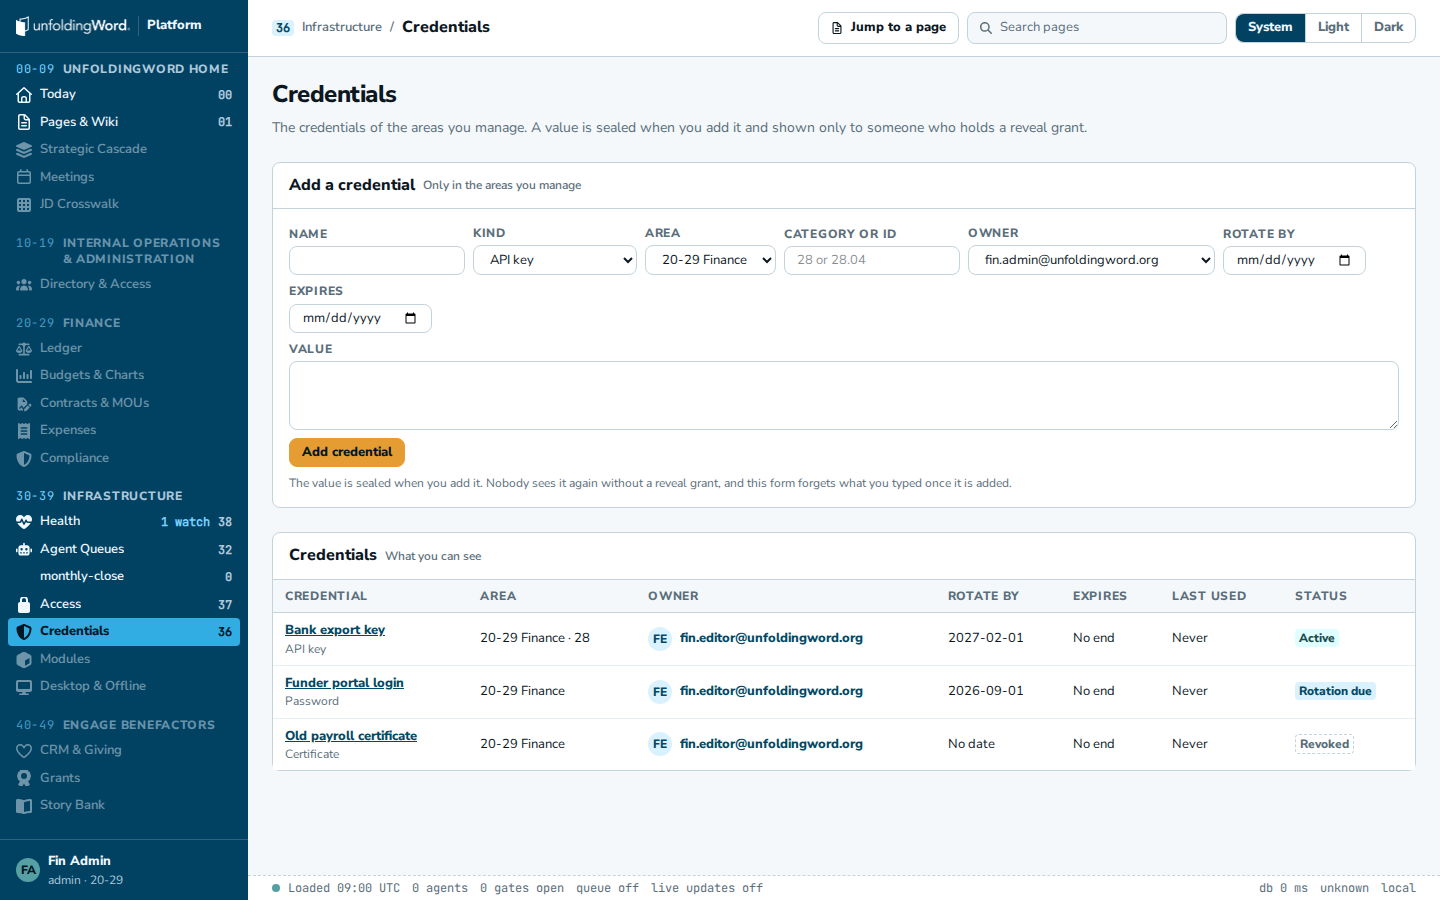 unfoldingWord Platform
00-09 UNFOLDINGWORD HOME
Today 00
Pages & Wiki 01
Strategic Cascade
Meetings
JD Crosswalk
10-19 INTERNAL OPERATIONS
& ADMINISTRATION
Directory & Access
20-29 FINANCE
Ledger
Budgets & Charts
Contracts & MOUs
Expenses
Compliance
30-39 INFRASTRUCTURE
Health 1 watch 38
Agent Queues 32
monthly-close 0
Access 37
Credentials 36
Modules
Desktop & Offline
40-49 ENGAGE BENEFACTORS
CRM & Giving
Grants
Story Bank
FA Fin Admin
admin · 20-29
36 Infrastructure / Credentials
Jump to a page
Search pages
System Light Dark
Credentials
The credentials of the areas you manage. A value is sealed when you add it and shown only to someone who holds a reveal grant.
Add a credential Only in the areas you manage
NAME KIND AREA CATEGORY OR ID OWNER ROTATE BY
API key 20-29 Finance 28 or 28.04 fin.admin@unfoldingword.org mm/dd/yyyy
EXPIRES
mm/dd/yyyy
VALUE
Add credential
The value is sealed when you add it. Nobody sees it again without a reveal grant, and this form forgets what you typed once it is added.
Credentials What you can see
CREDENTIAL AREA OWNER ROTATE BY EXPIRES LAST USED STATUS
Bank export key 20-29 Finance · 28 FE fin.editor@unfoldingword.org 2027-02-01 No end Never Active
API key
Funder portal login 20-29 Finance FE fin.editor@unfoldingword.org 2026-09-01 No end Never Rotation due
Password
Old payroll certificate 20-29 Finance FE fin.editor@unfoldingword.org No date No end Never Revoked
Certificate
Loaded 09:00 UTC 0 agents 0 gates open queue off live updates off db 0 ms unknown local